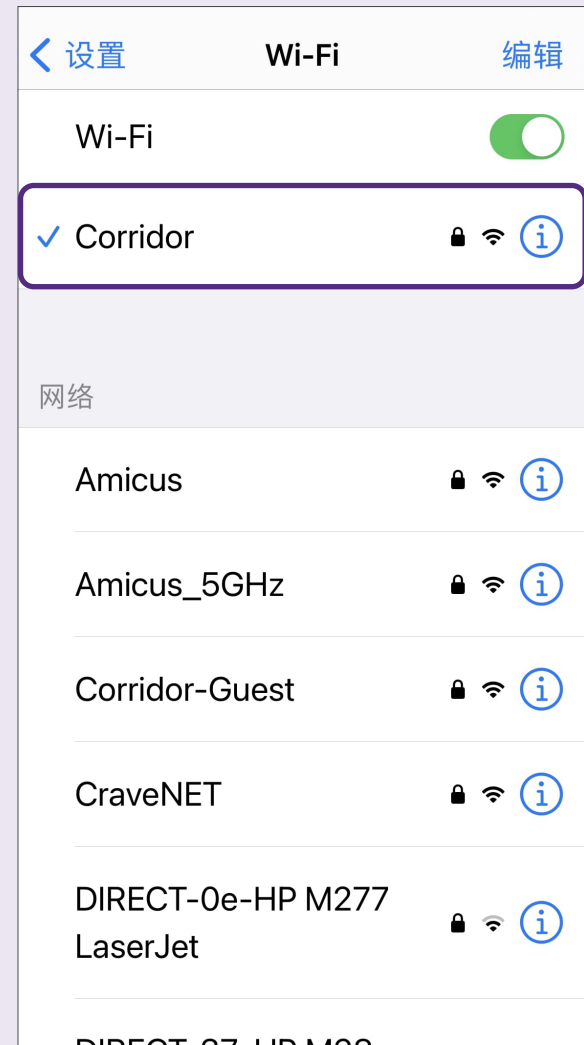 设置 Wi-Fi 编辑
Wi-Fi
Corridor
网络
Amicus
Amicus_5GHz
Corridor-Guest
CraveNET
DIRECT-0e-HP M277
LaserJet